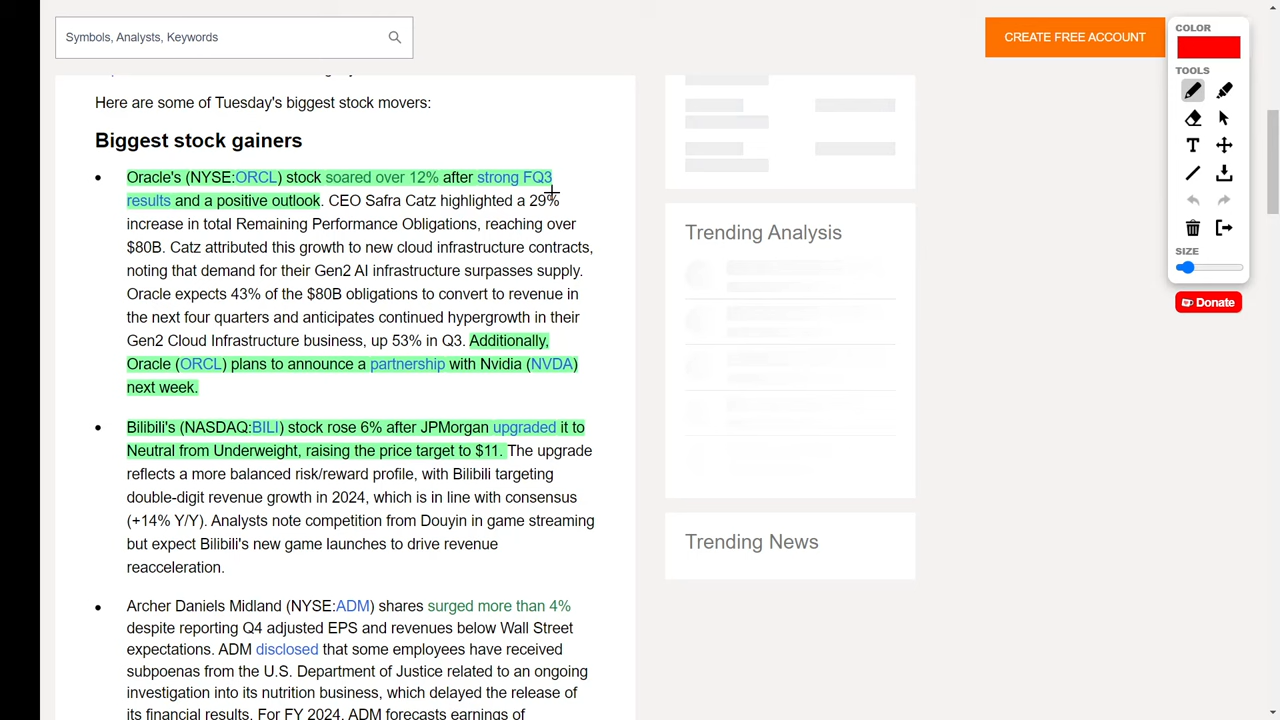 Symbols, Analysts, Keywords
CREATE FREE ACCOUNT
COLOR
TOOLS
T
SIZE
Donate
Here are some of Tuesday's biggest stock movers:
Biggest stock gainers
• Oracle's (NYSE:ORCL) stock soared over 12% after strong FQ3
results and a positive outlook. CEO Safra Catz highlighted a 29%
increase in total Remaining Performance Obligations, reaching over
$80B. Catz attributed this growth to new cloud infrastructure contracts,
noting that demand for their Gen2 AI infrastructure surpasses supply.
Oracle expects 43% of the $80B obligations to convert to revenue in
the next four quarters and anticipates continued hypergrowth in their
Gen2 Cloud Infrastructure business, up 53% in Q3. Additionally,
Oracle (ORCL) plans to announce a partnership with Nvidia (NVDA)
next week.
• Bilibili's (NASDAQ:BILI) stock rose 6% after JPMorgan upgraded it to
Neutral from Underweight, raising the price target to $11. The upgrade
reflects a more balanced risk/reward profile, with Bilibili targeting
double-digit revenue growth in 2024, which is in line with consensus
(+14% Y/Y). Analysts note competition from Douyin in game streaming
but expect Bilibili's new game launches to drive revenue
reacceleration.
• Archer Daniels Midland (NYSE:ADM) shares surged more than 4%
despite reporting Q4 adjusted EPS and revenues below Wall Street
expectations. ADM disclosed that some employees have received
subpoenas from the U.S. Department of Justice related to an ongoing
investigation into its nutrition business, which delayed the release of
its financial results. For FY 2024, ADM forecasts earnings of
Trending Analysis
Trending News